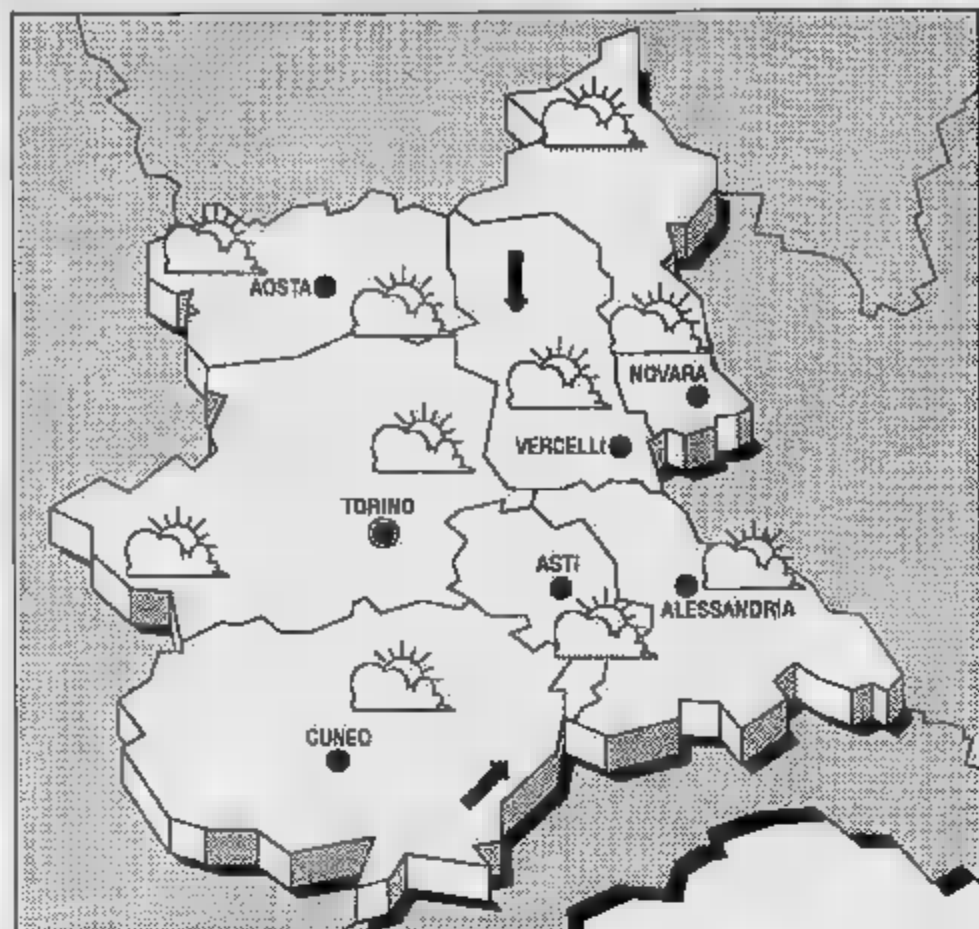 AOSTA
NOVARA
VERCELLI
TORINO
ASTI
ALESSANDRIA
CUNEO